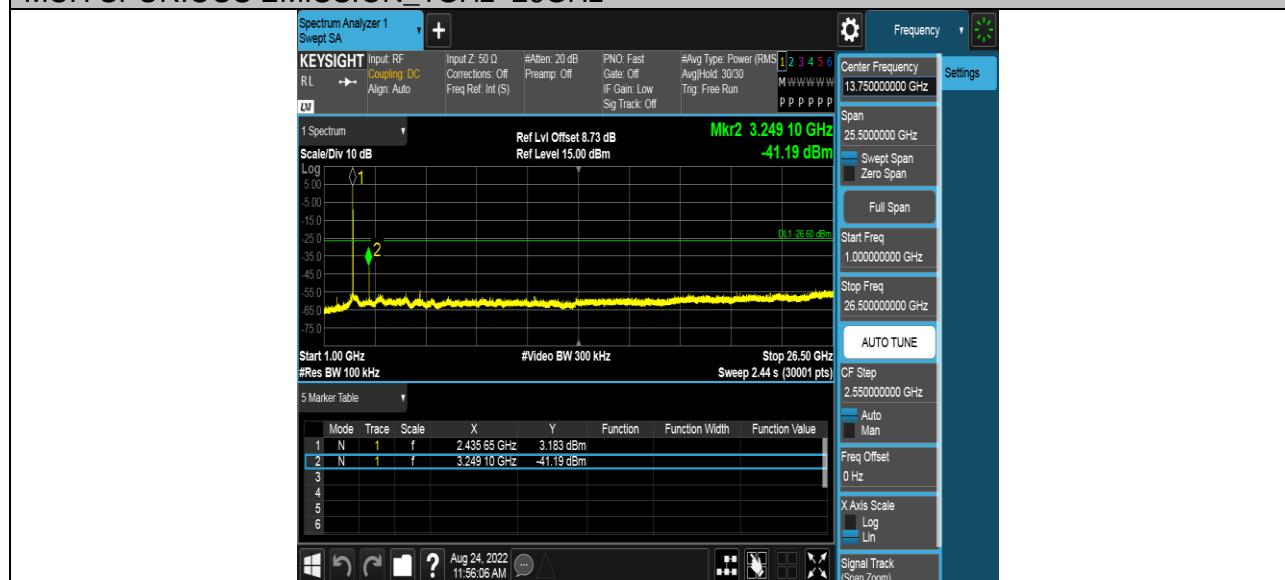 Spectrum Analyzer 1
Swept SA
Frequency
KEYSIGHT
RL
LXI
Input: RF
Coupling: DC
Align: Auto
Input Z: 50 Ω
Corrections: Off
Freq Ref: Int (S)
#Atten: 20 dB
Preamp: Off
PNO: Fast
Gate: Off
IF Gain: Low
Sig Track: Off
#Avg Type: Power (RMS
Avg|Hold: 30/30
Trig: Free Run
1 2 3 4 5 6
M W W W W W
P P P P P P
Center Frequency
13.750000000 GHz
Settings
Span
25.5000000 GHz
Swept Span
Zero Span
Full Span
Start Freq
1.000000000 GHz
Stop Freq
26.500000000 GHz
AUTO TUNE
CF Step
2.550000000 GHz
Auto
Man
Freq Offset
0 Hz
X Axis Scale
Log
Lin
Signal Track
(Span Zoom)
1 Spectrum
Scale/Div 10 dB
Ref Lvl Offset 8.73 dB
Ref Level 15.00 dBm
Mkr2 3.249 10 GHz
-41.19 dBm
Log
5.00
-5.00
-15.0
-25.0
-35.0
-45.0
-55.0
-65.0
-75.0
1
2
DL1 -26.60 dBm
Start 1.00 GHz
#Res BW 100 kHz
#Video BW 300 kHz
Stop 26.50 GHz
Sweep 2.44 s (30001 pts)
5 Marker Table
Mode Trace Scale X Y Function Function Width Function Value
1 N 1 f 2.435 65 GHz 3.183 dBm
2 N 1 f 3.249 10 GHz -41.19 dBm
3
4
5
6
?
Aug 24, 2022
11:56:06 AM